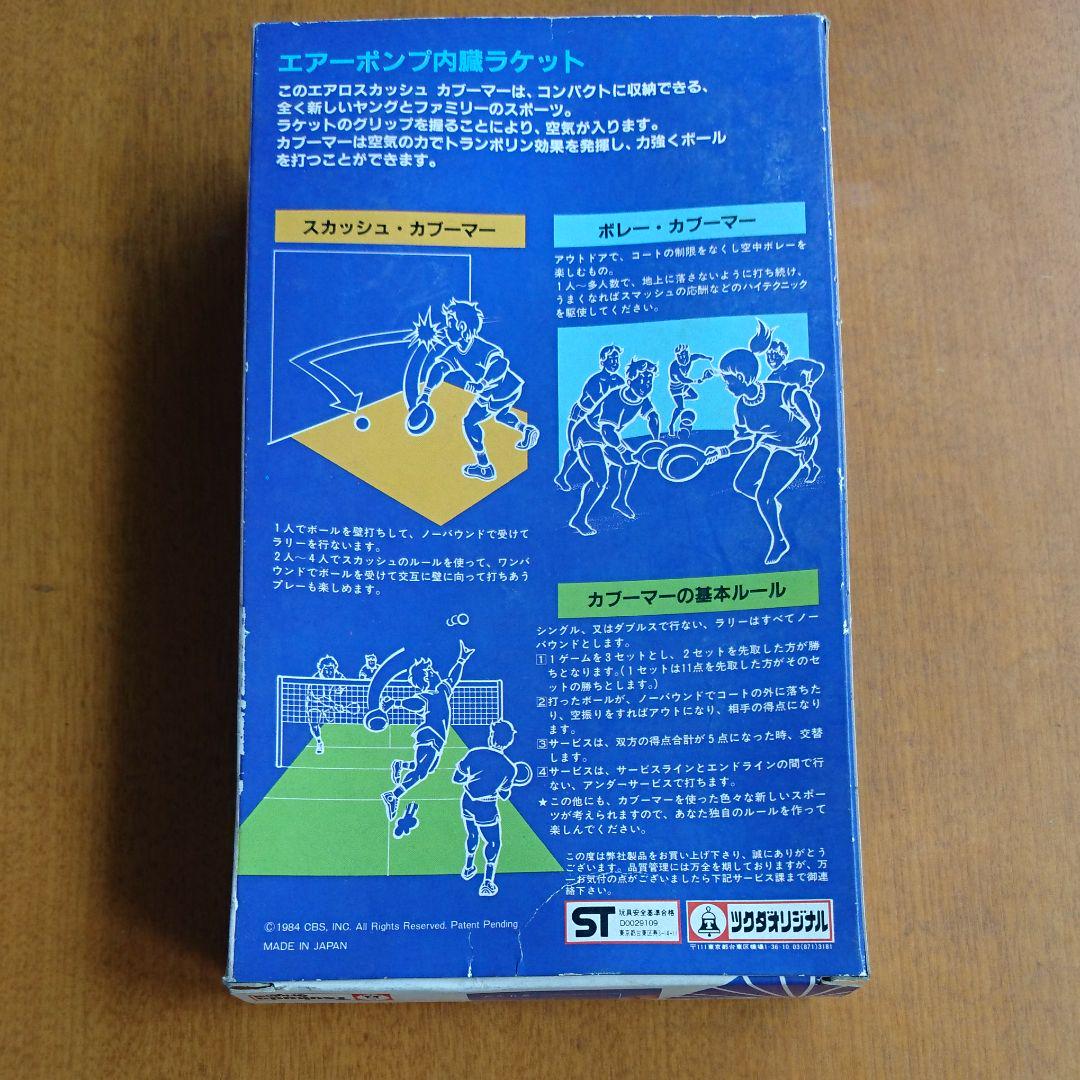 エアーポンプ内臓ラケット
このエアロスカッシュ カブーマーは、コンパクトに収納できる、
全く新しいヤングとファミリーのスポーツ。
ラケットのグリップを握ることにより、空気が入ります。
カブーマーは空気の力でトランポリン効果を発揮し、力強くボール
を打つことができます。
スカッシュ・カブーマー
1人でボールを壁打ちして、ノーバウンドで受けて
ラリーを行ないます。
2人〜4人でスカッシュのルールを使って、ワンバ
ウンドでボールを受けて交互に壁に向って打ちあう
プレーも楽しめます。
ボレー・カブーマー
アウトドアで、コートの制限をなくし空中ボレーを
楽しむもの。
1人〜多人数で、地上に落さないように打ち続け、
うまくなればスマッシュの応酬などのハイテクニック
を駆使してください。
カブーマーの基本ルール
シングル、又はダブルスで行ない、ラリーはすべてノー
バウンドとします。
1 1ゲームを3セットとし、2セットを先取した方が勝
ちとなります。(1セットは11点を先取した方がそのセ
ットの勝ちとします。)
2 打ったボールが、ノーバウンドでコートの外に落ちた
り、空振りをすればアウトになり、相手の得点になり
ます。
3 サービスは、双方の得点合計が5点になった時、交替
します。
4 サービスは、サービスラインとエンドラインの間で行
ない、アンダーサービスで打ちます。
★この他にも、カブーマーを使った色々な新しいスポー
ツが考えられますので、あなた独自のルールを作って
楽しんでください。
この度は弊社製品をお買い上げ下さり、誠にありがとう
ございます。品質管理には万全を期しておりますが、万
一お気付の点がございましたら下記サービス課まで御連
絡下さい。
ST 玩具安全基準合格
D0029109
ツクダオリジナル
〒111東京都台東区橋場1-36-10 03(871)3181
©1984 CBS, INC. All Rights Reserved. Patent Pending
MADE IN JAPAN